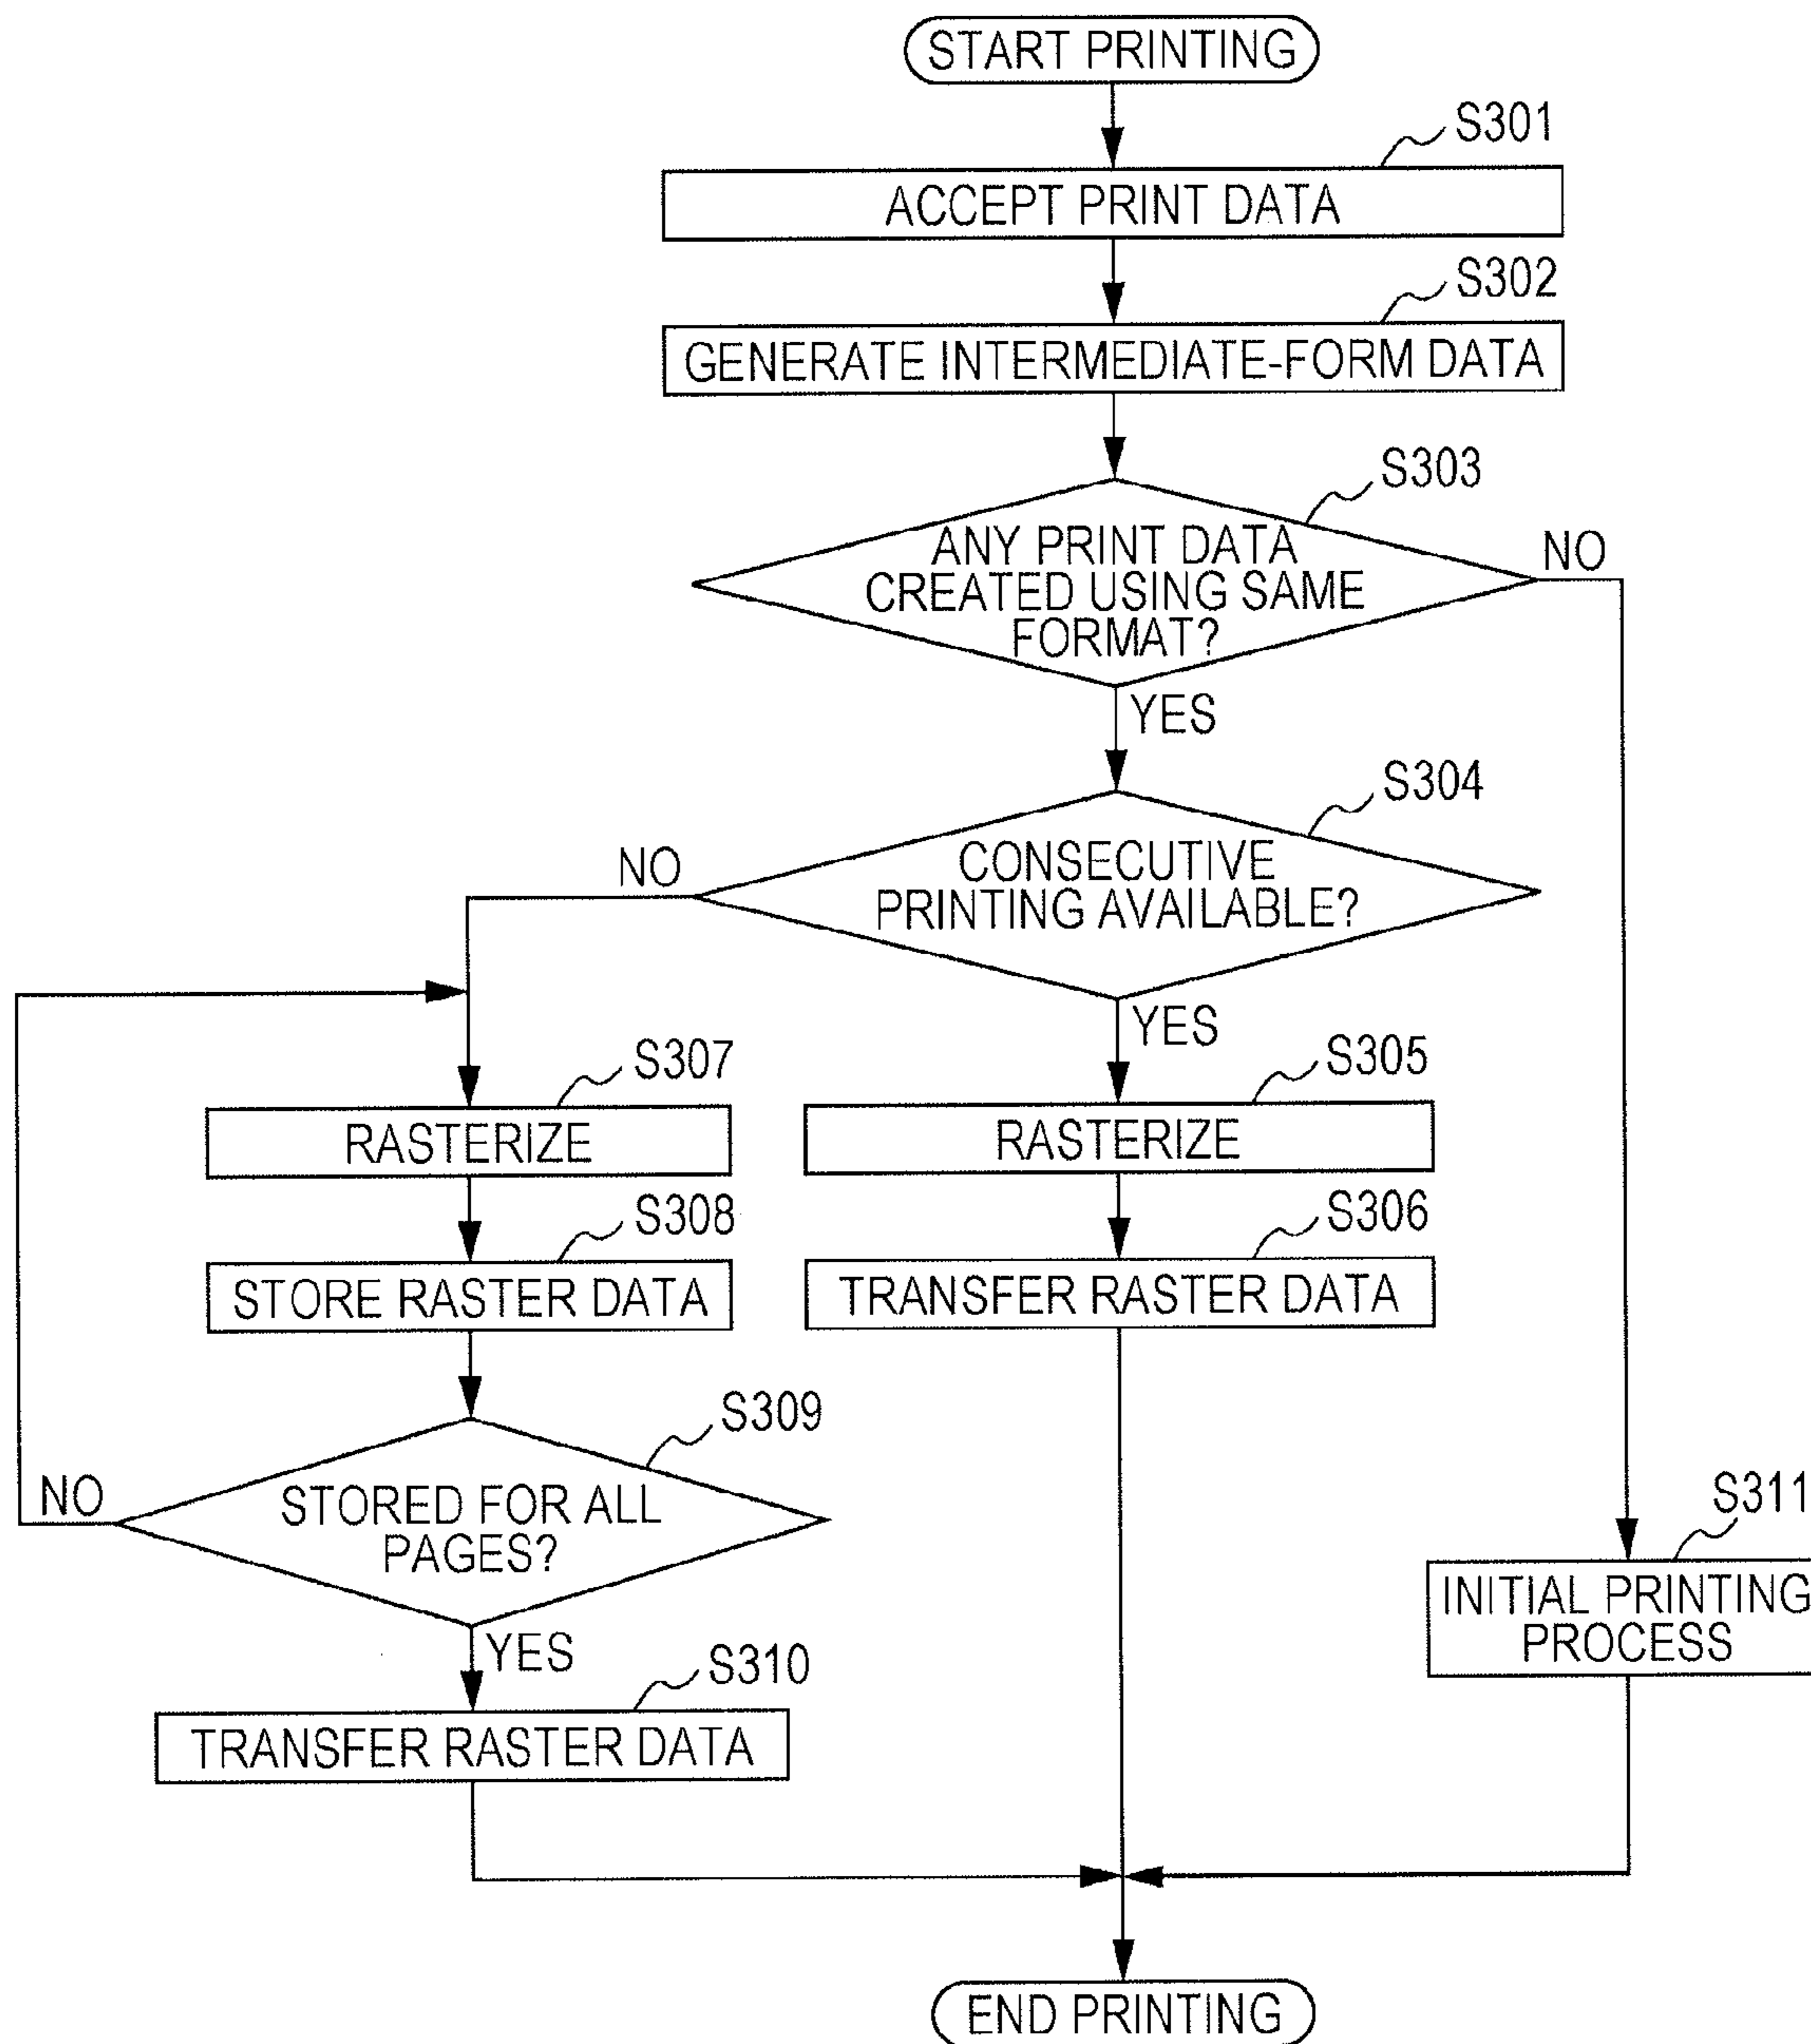 START PRINTING
S301
ACCEPT PRINT DATA
S302
GENERATE INTERMEDIATE-FORM DATA
S303
ANY PRINT DATA
CREATED USING SAME
FORMAT?
NO
YES
S304
CONSECUTIVE
PRINTING AVAILABLE?
NO
YES
S307
RASTERIZE
S305
RASTERIZE
S308
STORE RASTER DATA
S306
TRANSFER RASTER DATA
S309
STORED FOR ALL
PAGES?
NO
YES
S311
INITIAL PRINTING
PROCESS
S310
TRANSFER RASTER DATA
END PRINTING